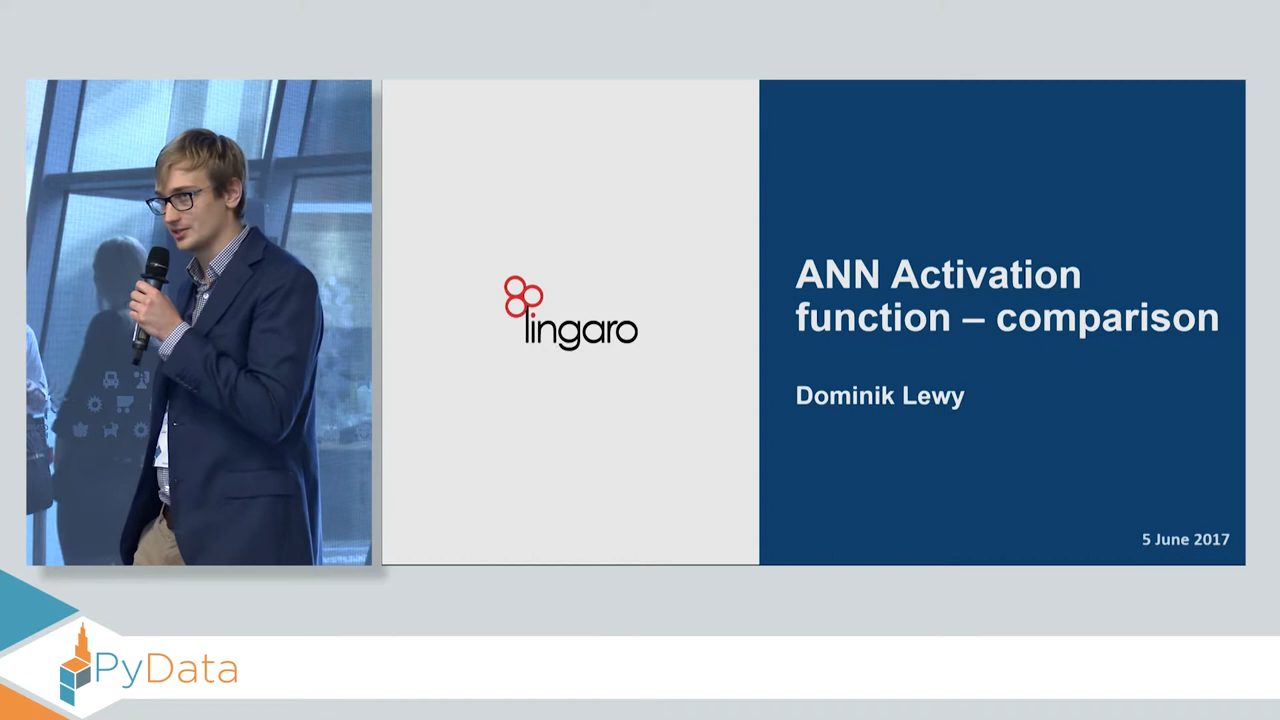 lingaro
ANN Activation
function – comparison
Dominik Lewy
5 June 2017
PyData